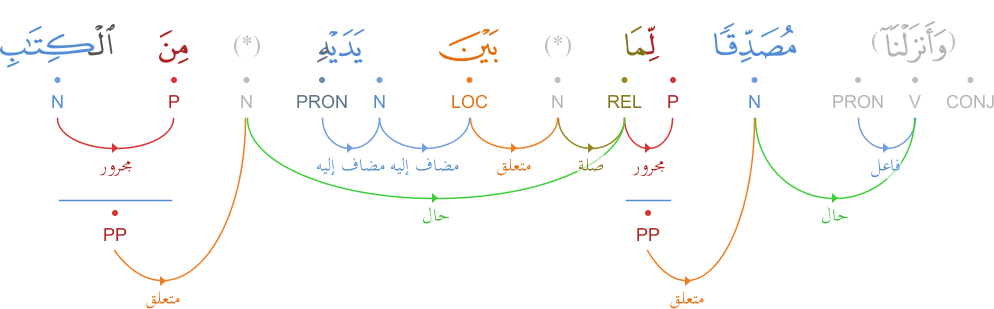 (وَأَنزَلْنَآ) مُصَدِّقًا لِّمَا (*) بَيْنَ يَدَيْهِ (*) مِنَ ٱلْكِتَٰبِ
CONJ V PRON N P REL N LOC N PRON N P N
فاعل مجرور صلة متعلق مضاف إليه مضاف إليه مجرور
حال حال
PP PP
متعلق متعلق